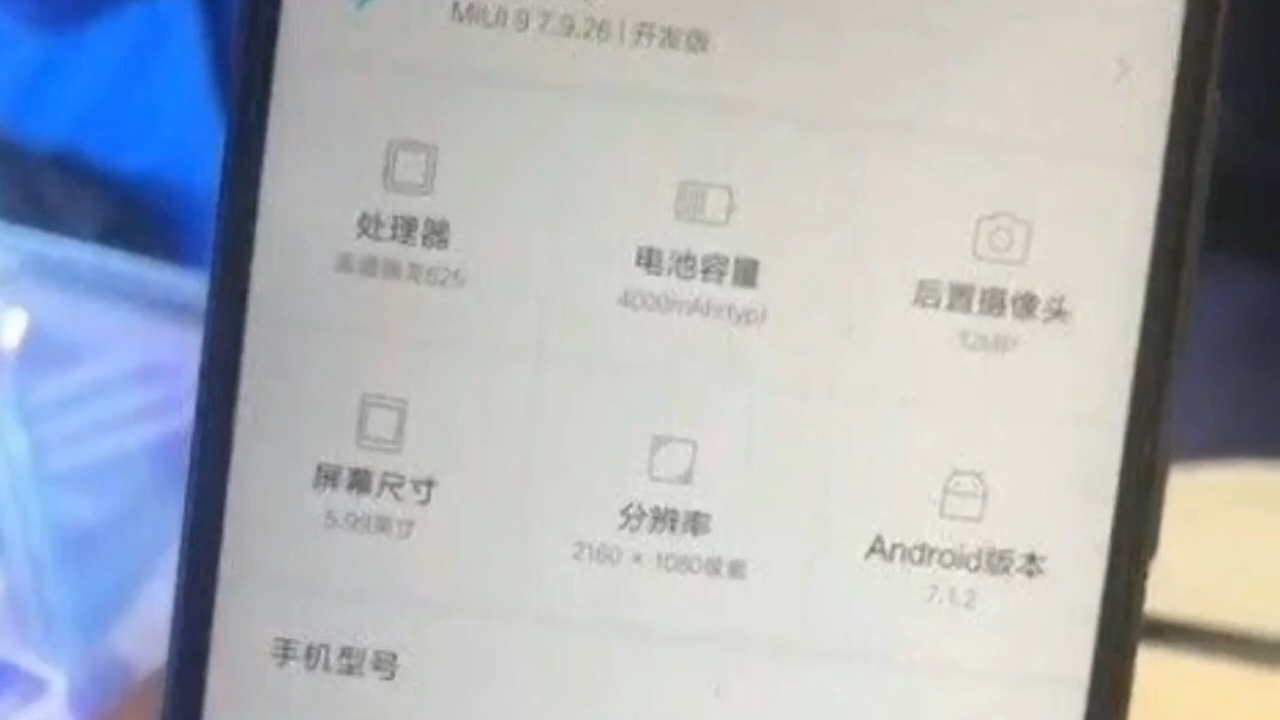 MIUI 9 7.9.26 | 开发版
处理器
高通骁龙625
电池容量
4000mAh(typ)
后置摄像头
12MP
屏幕尺寸
5.99英寸
分辨率
2160 × 1080像素
Android版本
7.1.2
手机型号